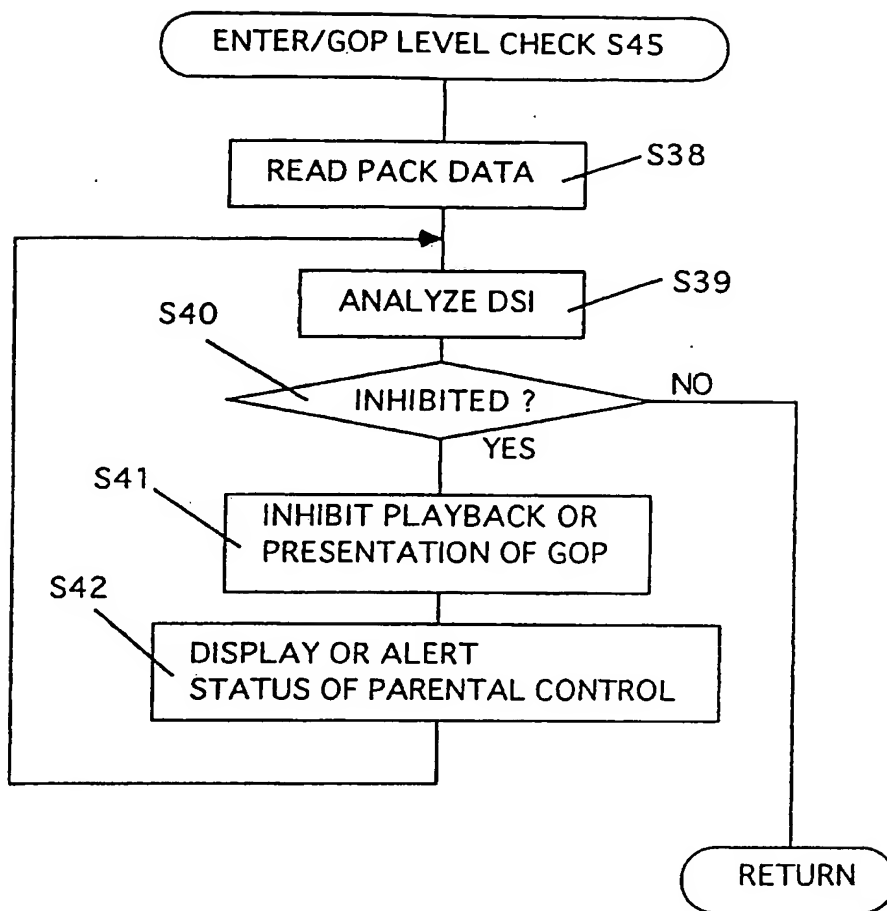 ENTER/GOP LEVEL CHECK S45
READ PACK DATA
S38
ANALYZE DSI
S39
S40
INHIBITED ?
NO
YES
S41
INHIBIT PLAYBACK OR
PRESENTATION OF GOP
S42
DISPLAY OR ALERT
STATUS OF PARENTAL CONTROL
RETURN